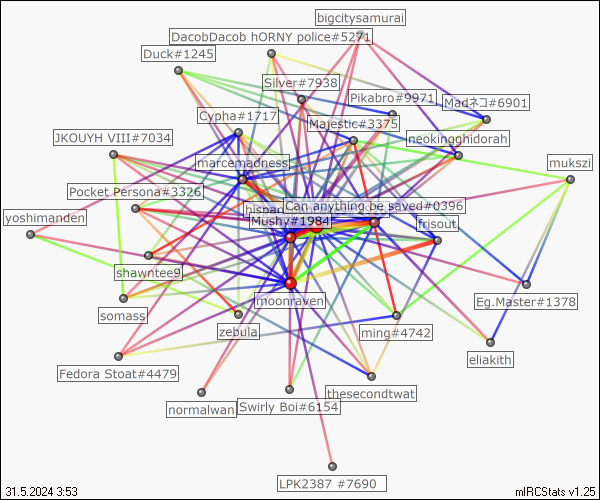 bigcitysamurai
DacobDacob hORNY police#5271
Duck#1245
Silver#7938
Pikabro#9971
Madネコ#6901
Cypha#1717
Majestic#3375
JKOUYH VIII#7034
neokingghidorah
marcemadness
mukszi
Pocket Persona#3326
hispan
Can anything be saved#0396
yoshimanden
Mushy#1984
frisout
shawntee9
moonraven
Eg.Master#1378
somass
zebula
ming#4742
eliakith
Fedora Stoat#4479
thesecondtwat
normalwan
Swirly Boi#6154
LPK2387 #7690
31.5.2024 3:53
mIRCStats v1.25